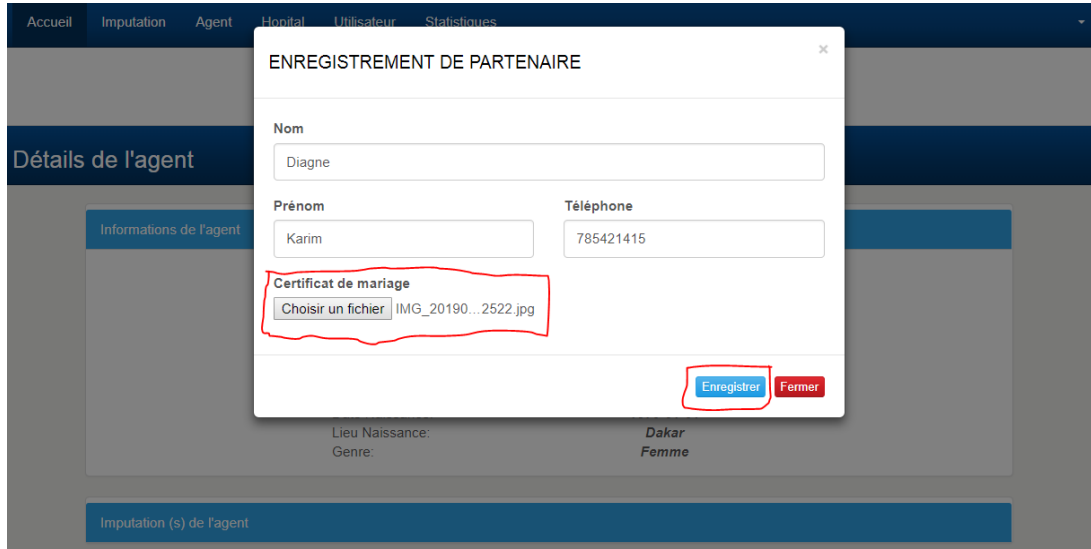 Accueil Imputation Agent Hopital Utilisateur Statistiques
ENREGISTREMENT DE PARTENAIRE ×
Détails de l'agent
Nom
Diagne
Prénom Téléphone
Karim 785421415
Informations de l'agent
Certificat de mariage
Choisir un fichier IMG_20190...2522.jpg
Enregistrer Fermer
Lieu Naissance: Dakar
Genre: Femme
Imputation (s) de l'agent